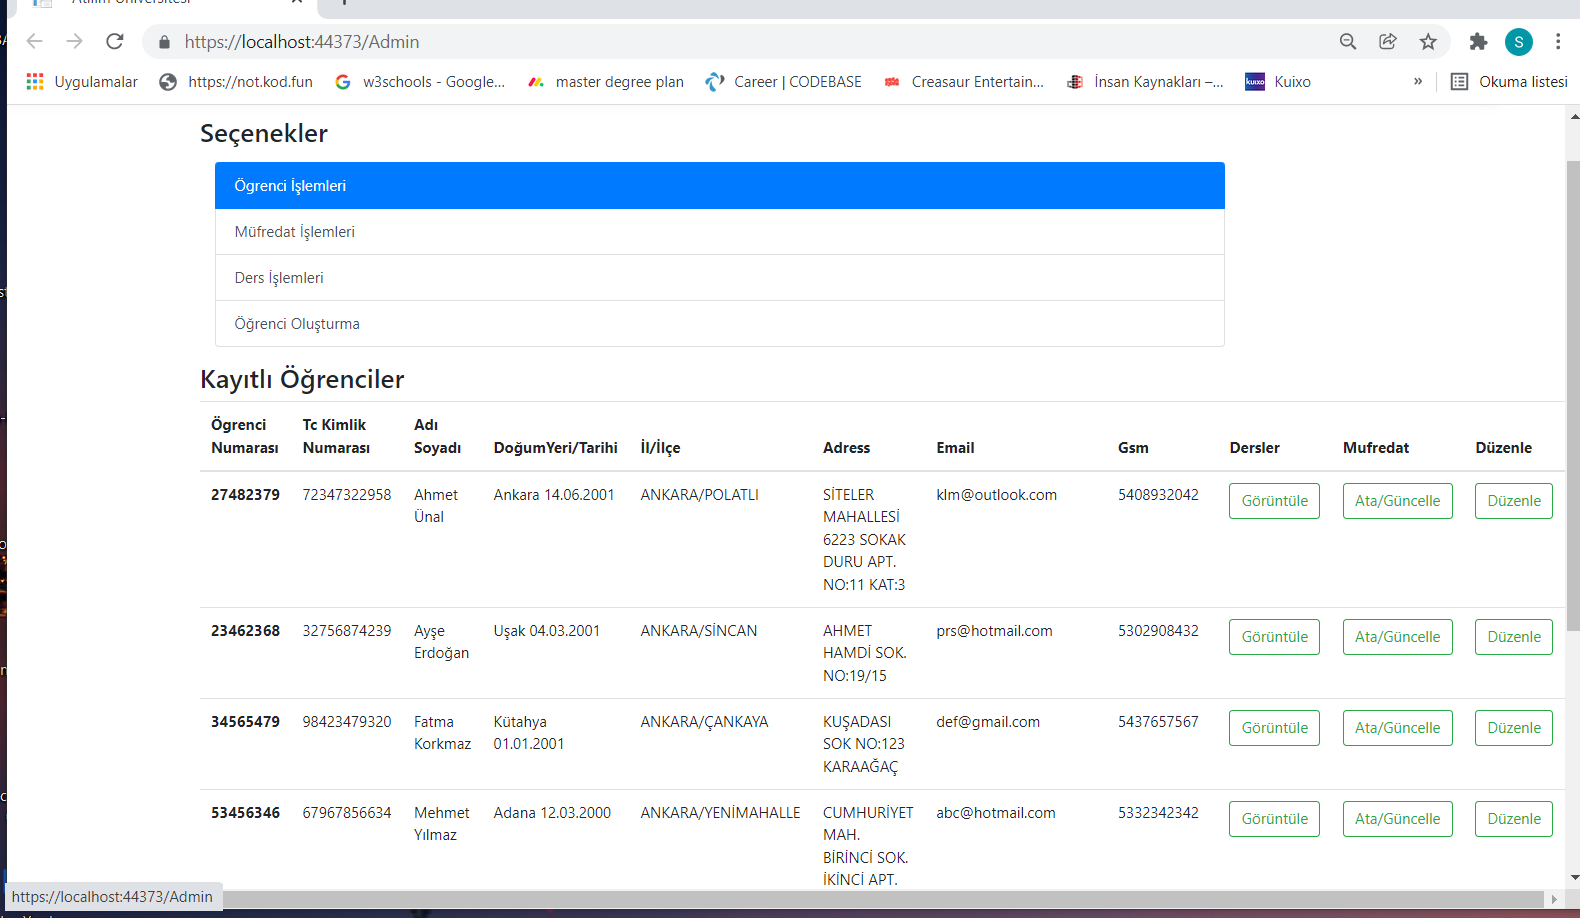 Atılım Üniversitesi
https://localhost:44373/Admin
S
Uygulamalar
https://not.kod.fun
w3schools - Google...
master degree plan
Career | CODEBASE
Creasaur Entertain...
İnsan Kaynakları –...
kuixo
Kuixo
»
Okuma listesi
Seçenekler
Ögrenci İşlemleri
Müfredat İşlemleri
Ders İşlemleri
Öğrenci Oluşturma
Kayıtlı Öğrenciler
Ögrenci Numarası Tc Kimlik Numarası Adı Soyadı DoğumYeri/Tarihi İl/İlçe Adress Email Gsm Dersler Mufredat Düzenle
27482379 72347322958 Ahmet Ünal Ankara 14.06.2001 ANKARA/POLATLI SİTELER MAHALLESİ 6223 SOKAK DURU APT. NO:11 KAT:3 klm@outlook.com 5408932042 Görüntüle Ata/Güncelle Düzenle
23462368 32756874239 Ayşe Erdoğan Uşak 04.03.2001 ANKARA/SİNCAN AHMET HAMDİ SOK. NO:19/15 prs@hotmail.com 5302908432 Görüntüle Ata/Güncelle Düzenle
34565479 98423479320 Fatma Korkmaz Kütahya 01.01.2001 ANKARA/ÇANKAYA KUŞADASI SOK NO:123 KARAAĞAÇ def@gmail.com 5437657567 Görüntüle Ata/Güncelle Düzenle
53456346 67967856634 Mehmet Yılmaz Adana 12.03.2000 ANKARA/YENİMAHALLE CUMHURİYET MAH. BİRİNCİ SOK. İKİNCİ APT. abc@hotmail.com 5332342342 Görüntüle Ata/Güncelle Düzenle
https://localhost:44373/Admin